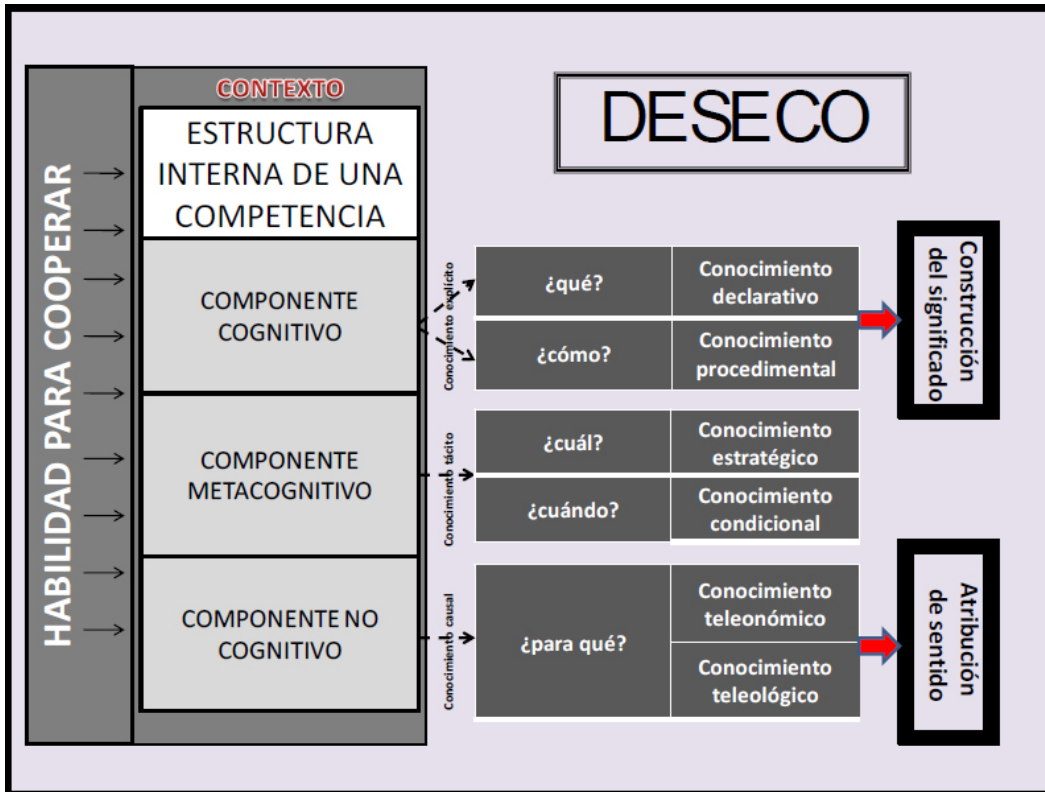 CONTEXTO
DESECO
HABILIDAD PARA COOPERAR
ESTRUCTURA
INTERNA DE UNA
COMPETENCIA
COMPONENTE
COGNITIVO
Conocimiento explícito
¿qué?
Conocimiento
declarativo
¿cómo?
Conocimiento
procedimental
Construcción
del significado
COMPONENTE
METACOGNITIVO
Conocimiento tácito
¿cuál?
Conocimiento
estratégico
¿cuándo?
Conocimiento
condicional
COMPONENTE NO
COGNITIVO
Conocimiento causal
¿para qué?
Conocimiento
teleonómico
Conocimiento
teleológico
Atribución
de sentido